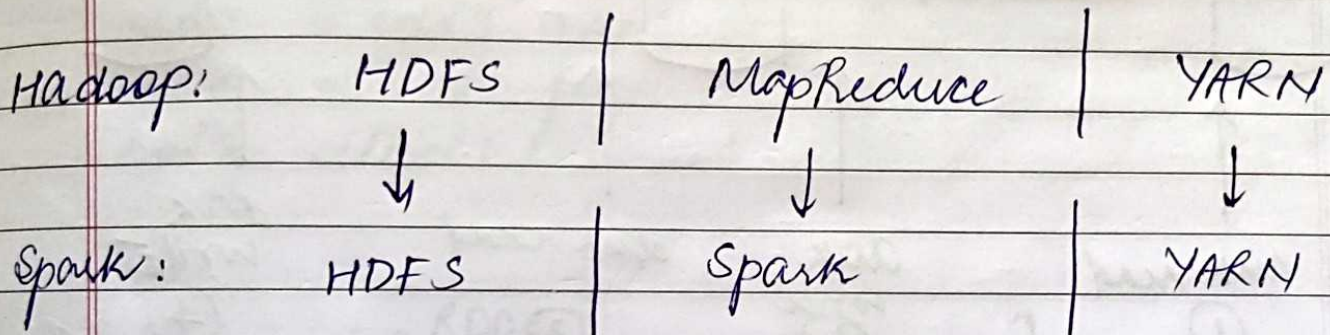 Hadoop: HDFS | MapReduce | YARN
↓ ↓ ↓
Spark: HDFS | Spark | YARN